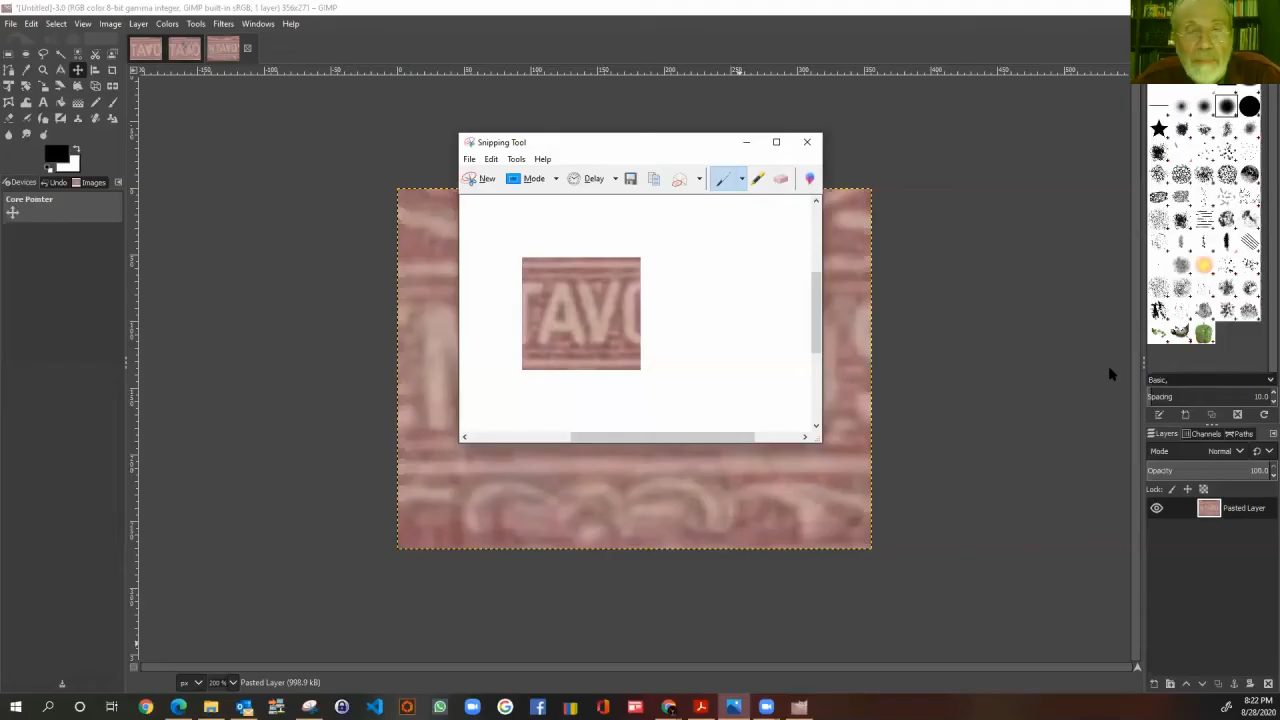 *[Untitled]-3.0 (RGB color 8-bit gamma integer, GIMP built-in sRGB, 1 layer) 356x271 – GIMP
File Edit Select View Image Layer Colors Tools Filters Windows Help
TAVO TAVO NTAVO
Devices Undo Images
Core Pointer
Snipping Tool
File Edit Tools Help
New Mode Delay
TAVO
Basic,
Spacing 10.0
Layers Channels Paths
Mode Normal
Opacity 100.0
Lock:
Pasted Layer
px 200 % Pasted Layer (998.9 kB)
8:22 PM
8/28/2020